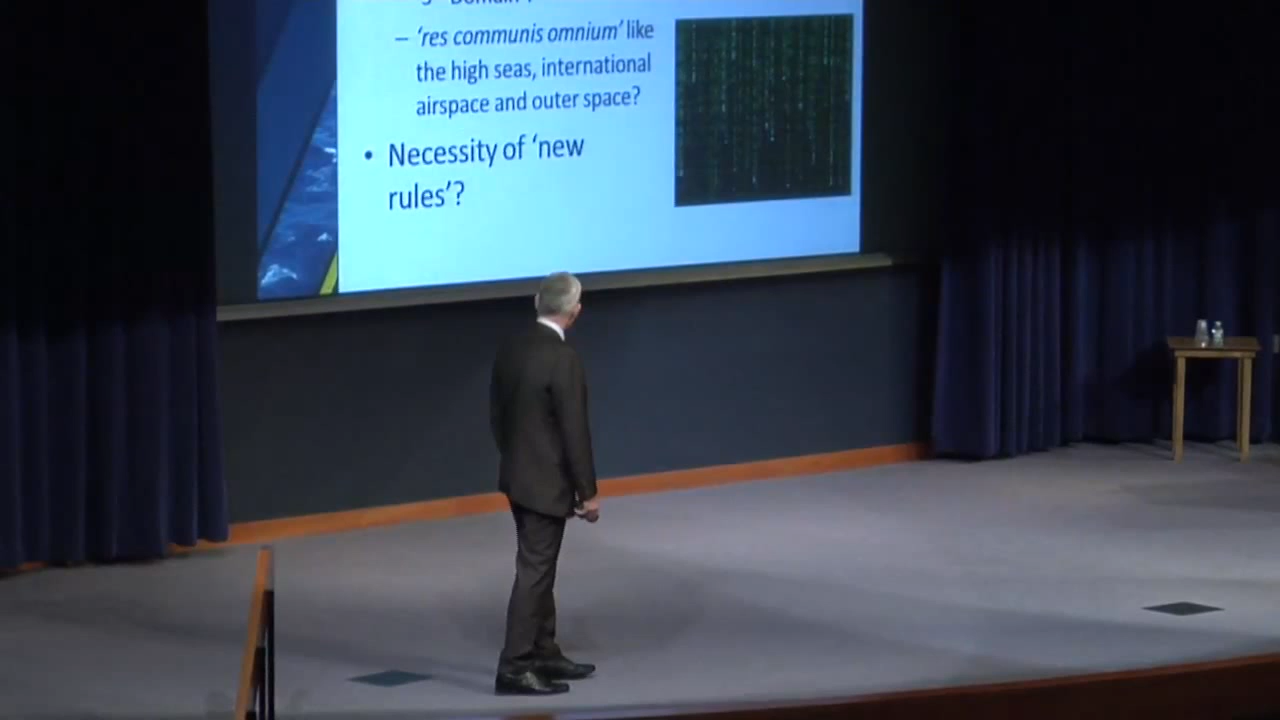 – ‘res communis omnium’ like
the high seas, international
airspace and outer space?
• Necessity of ‘new
rules’?